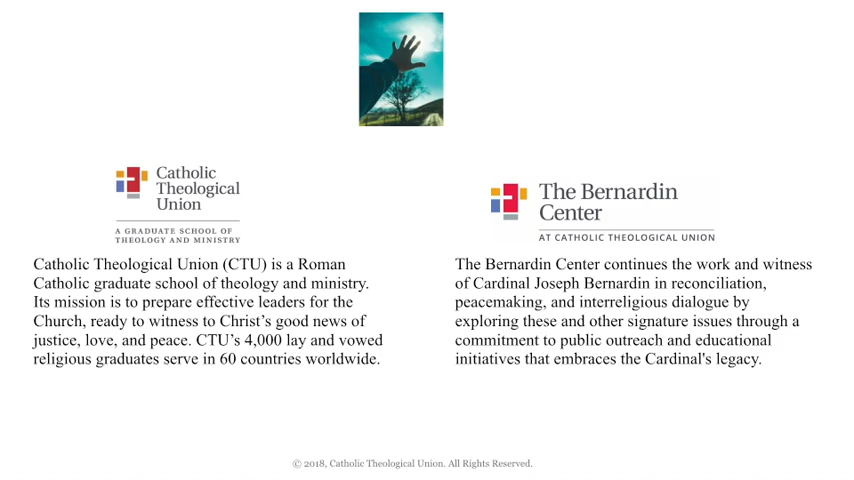 Catholic
Theological
Union
A GRADUATE SCHOOL OF
THEOLOGY AND MINISTRY
Catholic Theological Union (CTU) is a Roman
Catholic graduate school of theology and ministry.
Its mission is to prepare effective leaders for the
Church, ready to witness to Christ’s good news of
justice, love, and peace. CTU’s 4,000 lay and vowed
religious graduates serve in 60 countries worldwide.
The Bernardin
Center
AT CATHOLIC THEOLOGICAL UNION
The Bernardin Center continues the work and witness
of Cardinal Joseph Bernardin in reconciliation,
peacemaking, and interreligious dialogue by
exploring these and other signature issues through a
commitment to public outreach and educational
initiatives that embraces the Cardinal's legacy.
© 2018, Catholic Theological Union. All Rights Reserved.